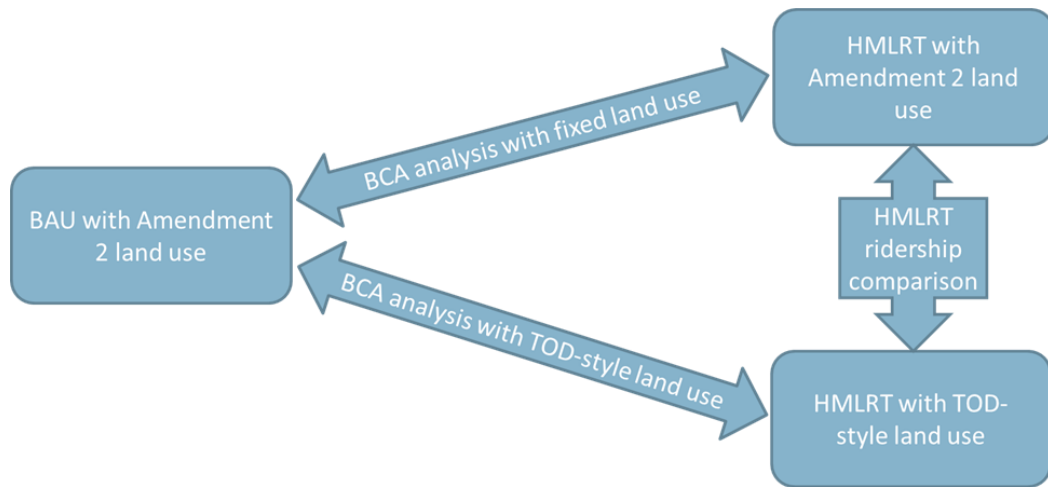 HMLRT with
Amendment 2 land
use
BCA analysis with fixed land use
BAU with Amendment
2 land use
HMLRT
ridership
comparison
BCA analysis with TOD-style land use
HMLRT with TOD-
style land use